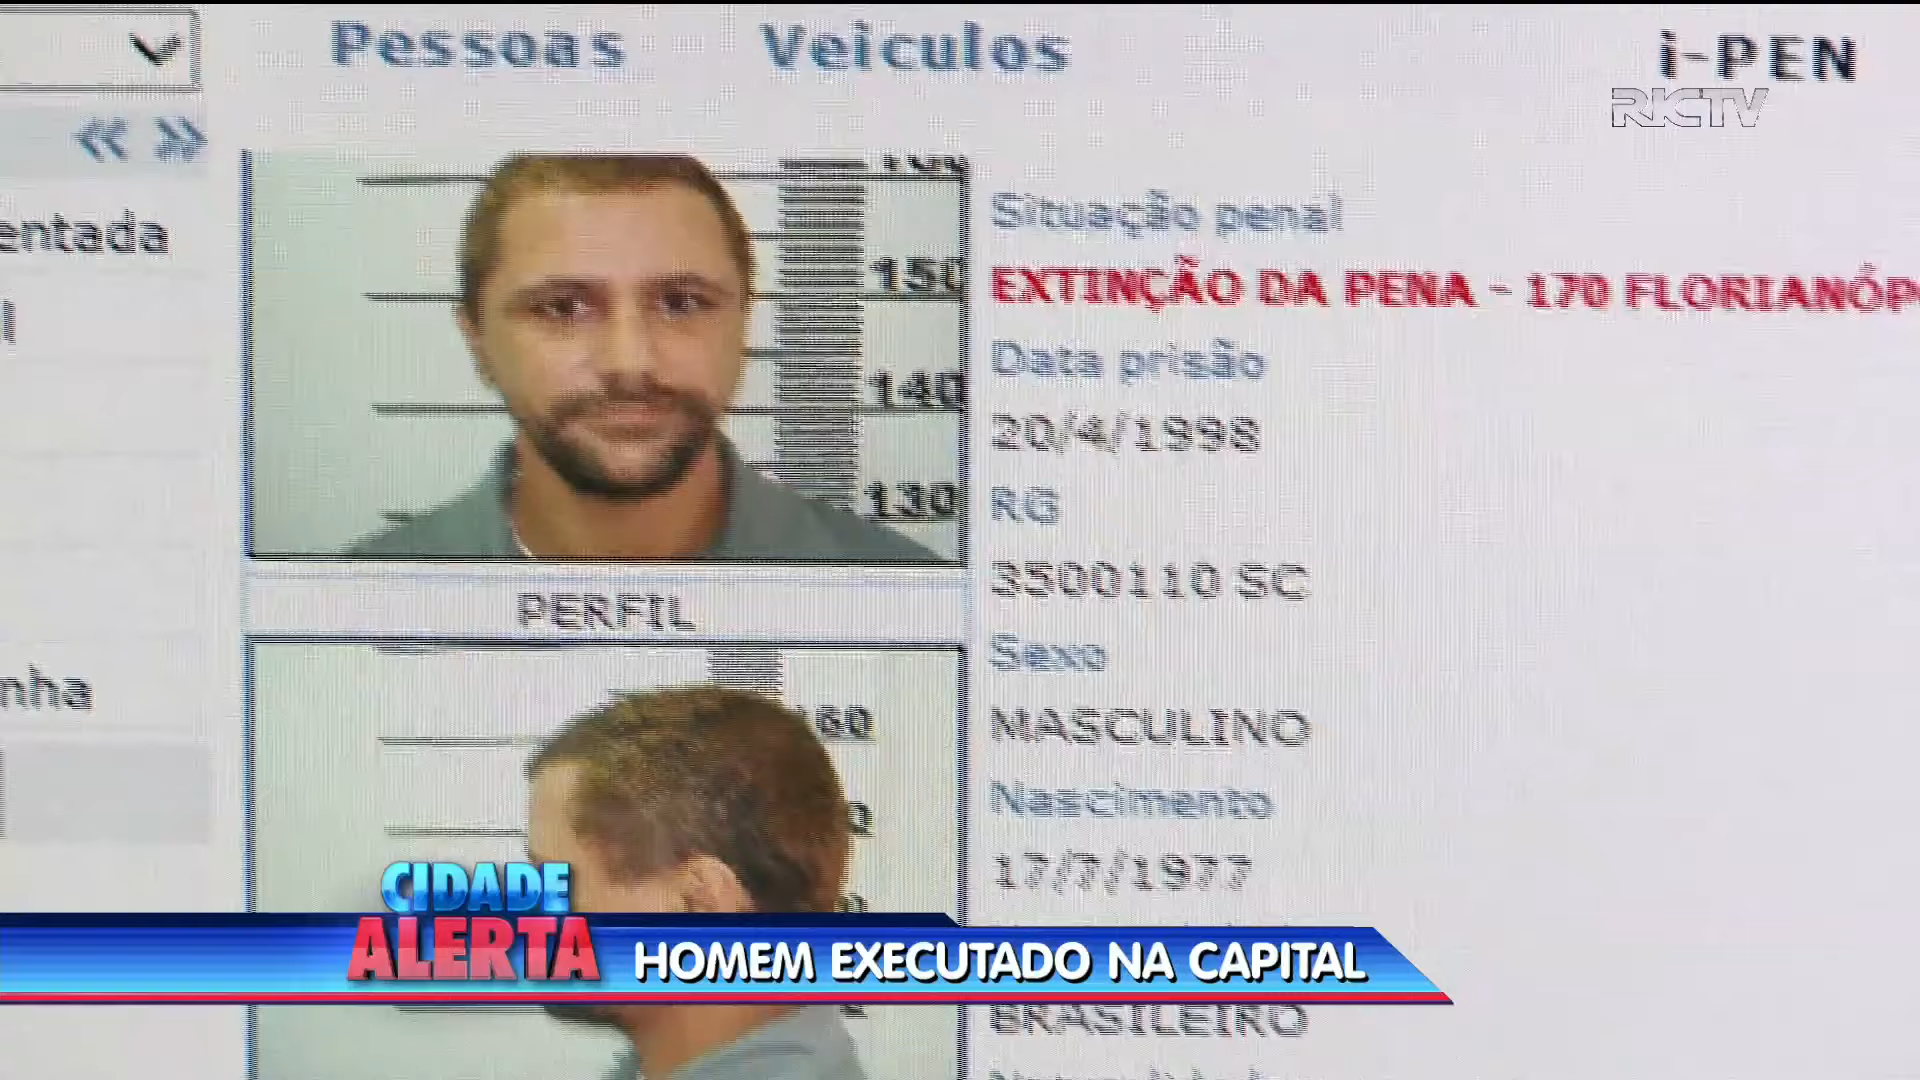 Pessoas Veiculos i-PEN
RICTV
« »
entada
Situação penal
150
EXTINÇÃO DA PENA - 170 FLORIANÓP
l
Data prisão
140
20/4/1998
130
RG
3500110 SC
PERFIL
Sexo
nha
160
MASCULINO
Nascimento
17/7/1977
CIDADE
ALERTA
HOMEM EXECUTADO NA CAPITAL
BRASILEIRO